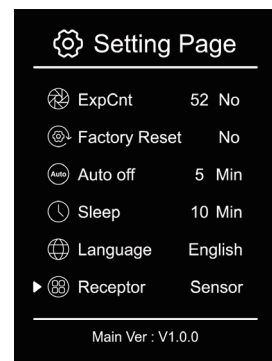 Setting Page
ExpCnt 52 No
Factory Reset No
Auto Auto off 5 Min
Sleep 10 Min
Language English
Receptor Sensor
Main Ver : V1.0.0